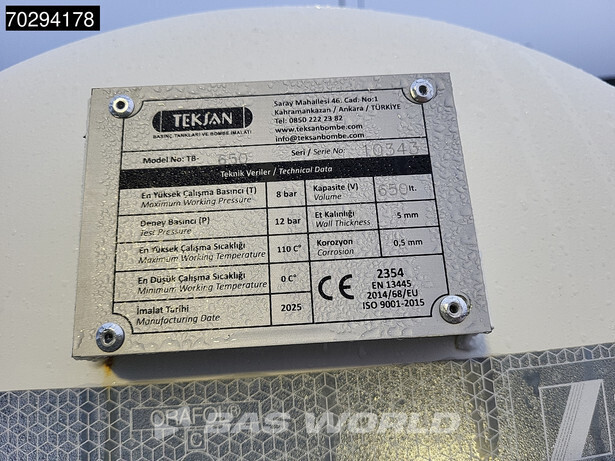 70294178
TEKSAN
BASINÇ TANKLARI VE BOMBE İMALATI
Saray Mahallesi 46. Cad. No:1
Kahramankazan / Ankara / TÜRKİYE
Tel: 0850 222 23 82
www.teksanbombe.com
info@teksanbombe.com
Model No: TB- 650 Seri / Serie No: 10343
Teknik Veriler / Technical Data
En Yüksek Çalışma Basıncı (T) 8 bar Kapasite (V) 650 lt.
Maximum Working Pressure Volume
Deney Basıncı (P) 12 bar Et Kalınlığı 5 mm
Test Pressure Wall Thickness
En Yüksek Çalışma Sıcaklığı 110 C° Korozyon 0,5 mm
Maximum Working Temperature Corrosion
En Düşük Çalışma Sıcaklığı 0 C°
Minimum Working Temperature
İmalat Tarihi 2025
Manufacturing Date
CE 2354
EN 13445
2014/68/EU
ISO 9001-2015
ORAFOL
C
BAS WORLD